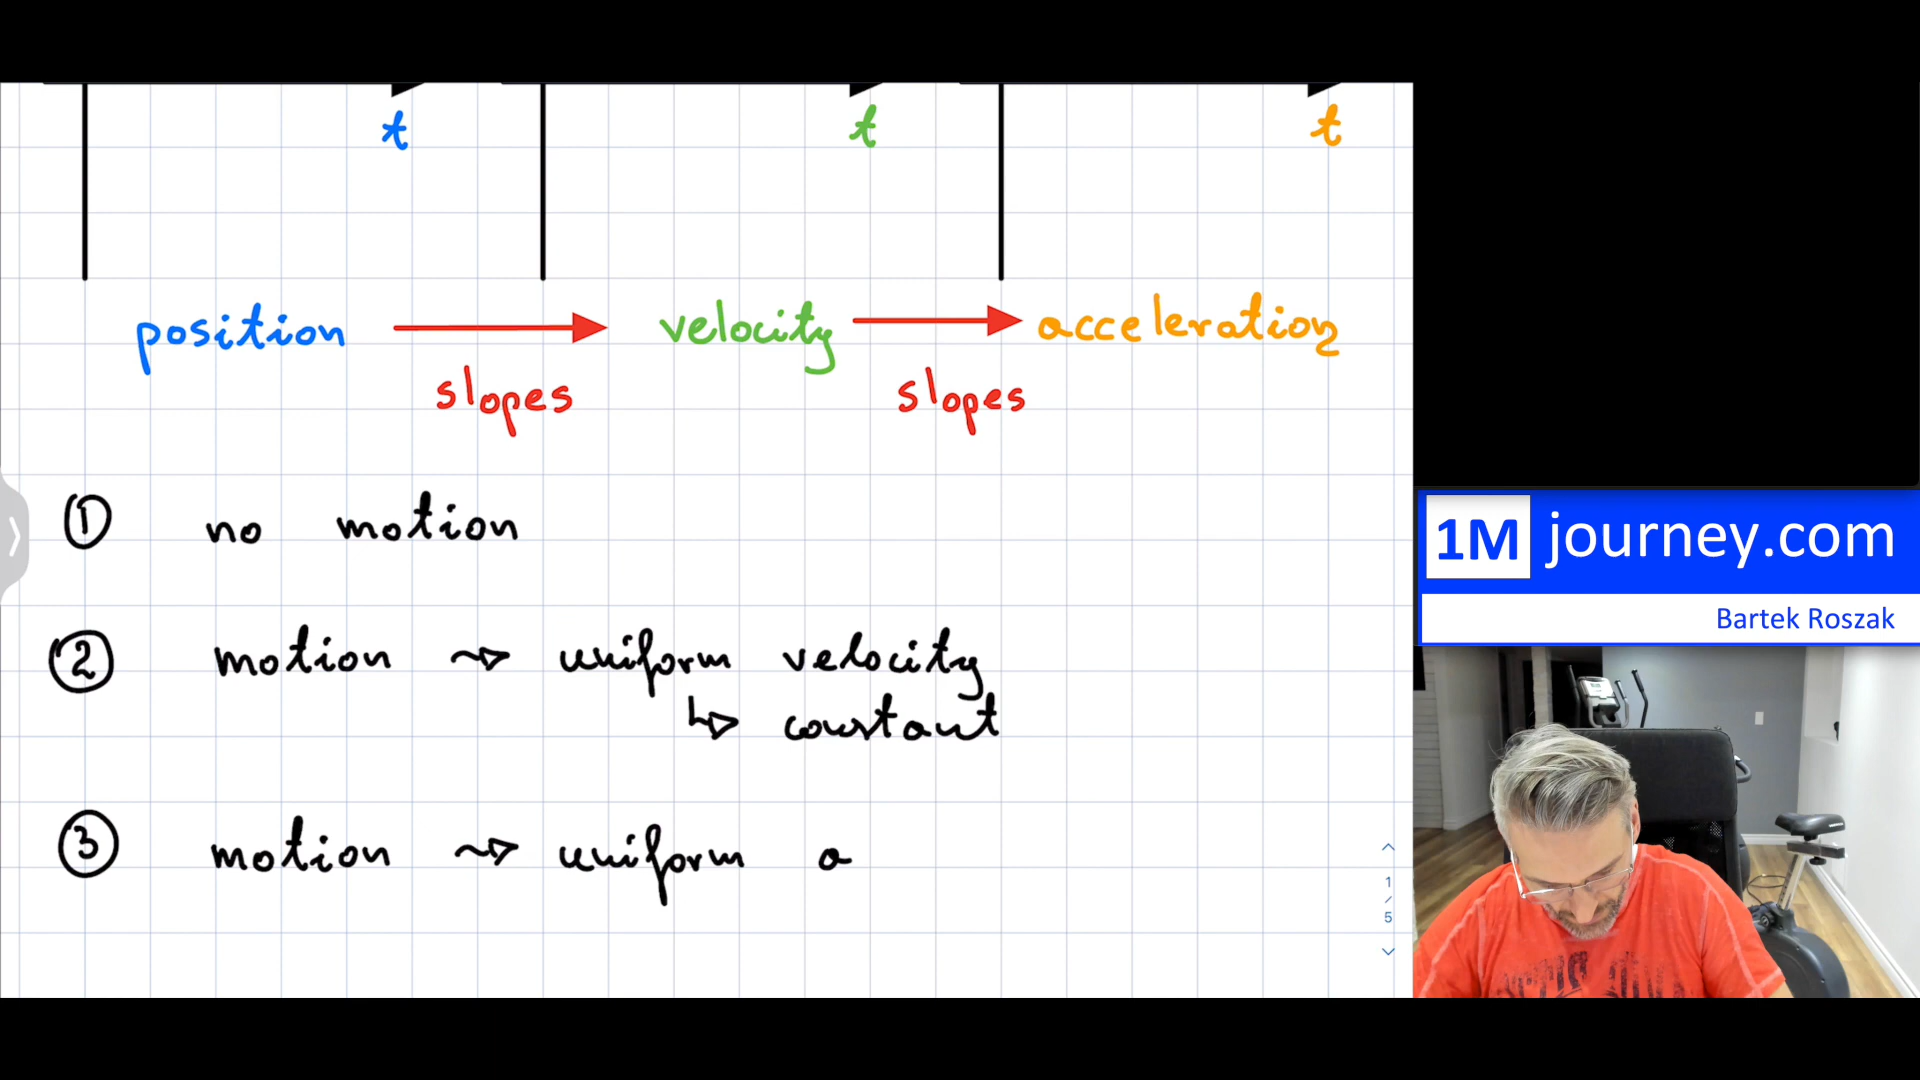 t t t
position → velocity → acceleration
slopes slopes
① no motion
② motion ⇝ uniform velocity
↳ constant
③ motion ⇝ uniform a
1
/
5
1M journey.com
Bartek Roszak